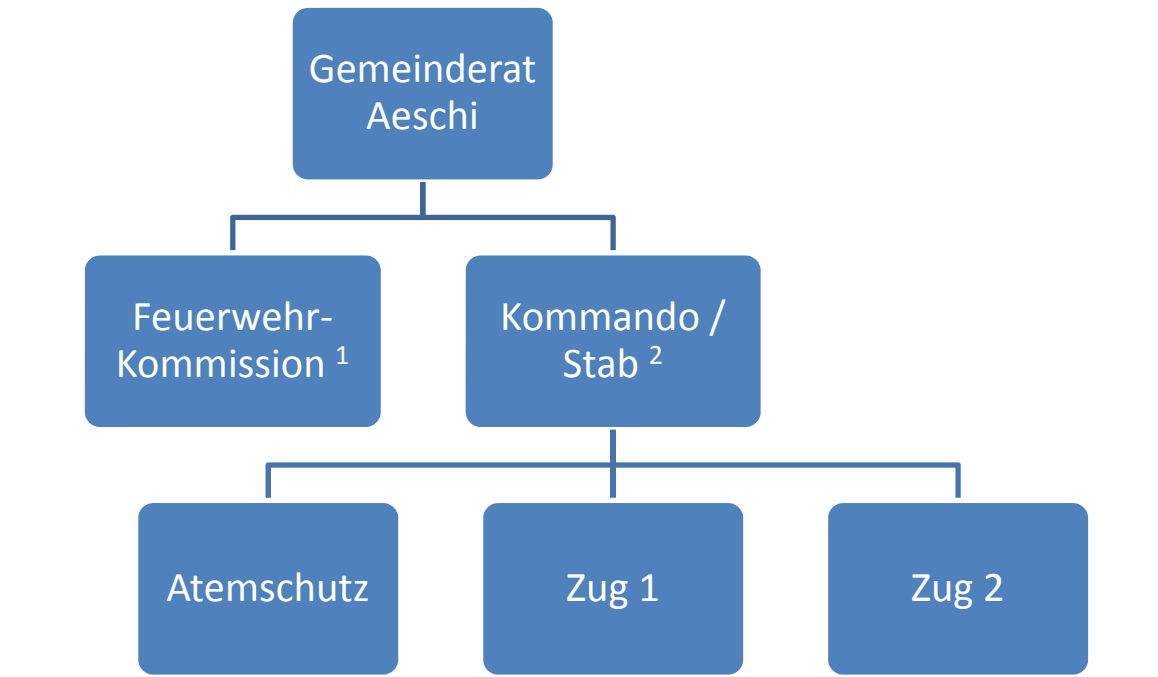 Gemeinderat
Aeschi
Feuerwehr-
Kommission ¹
Kommando /
Stab ²
Atemschutz
Zug 1
Zug 2